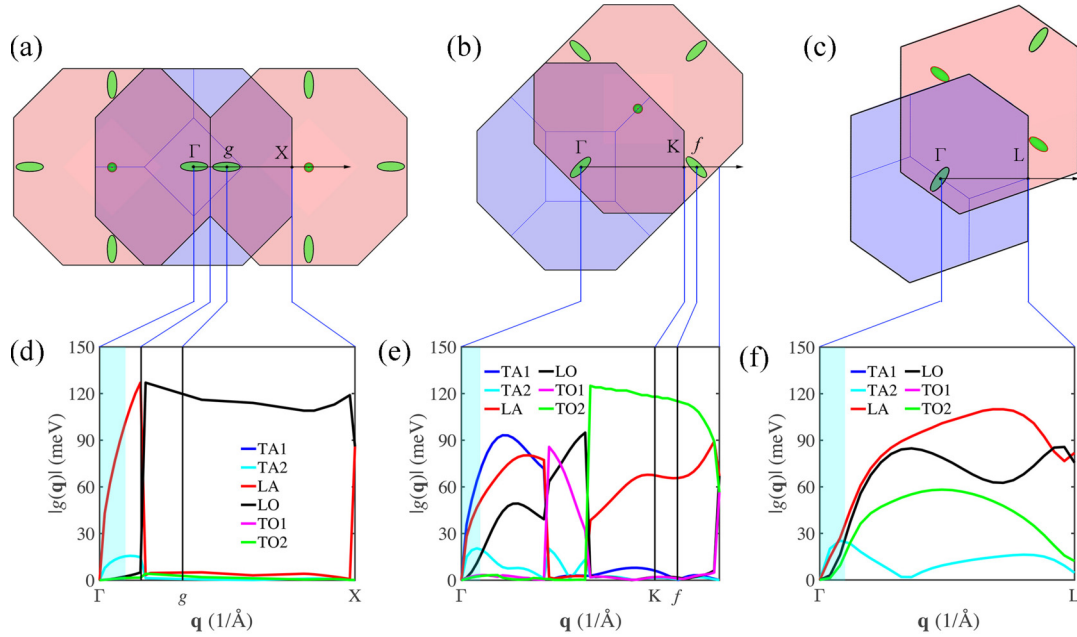 (a)
Γ
g
X
(b)
Γ
K
f
(c)
Γ
L
(d)
|g(q)| (meV)
150
120
90
60
30
0
TA1
TA2
LA
LO
TO1
TO2
Γ
g
X
q (1/Å)
(e)
|g(q)| (meV)
150
120
90
60
30
0
TA1 LO
TA2 TO1
LA TO2
Γ
K
f
q (1/Å)
(f)
|g(q)| (meV)
150
120
90
60
30
0
TA1 LO
TA2 TO1
LA TO2
Γ
L
q (1/Å)